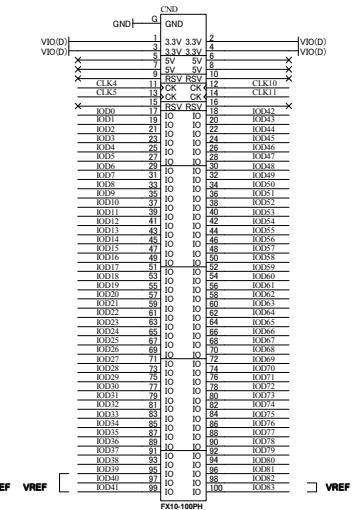 CND
GND G GND
VIO(D) 1 3.3V 3.3V 2 VIO(D)
VIO(D) 3 3.3V 3.3V 4 VIO(D)
5 5V 5V 6
7 5V 5V 8
9 RSV RSV 10
CLK4 11 CK CK 12 CLK10
CLK5 13 CK CK 14 CLK11
15 RSV RSV 16
IOD0 17 IO IO 18 IOD42
IOD1 19 IO IO 20 IOD43
IOD2 21 IO IO 22 IOD44
IOD3 23 IO IO 24 IOD45
IOD4 25 IO IO 26 IOD46
IOD5 27 IO IO 28 IOD47
IOD6 29 IO IO 30 IOD48
IOD7 31 IO IO 32 IOD49
IOD8 33 IO IO 34 IOD50
IOD9 35 IO IO 36 IOD51
IOD10 37 IO IO 38 IOD52
IOD11 39 IO IO 40 IOD53
IOD12 41 IO IO 42 IOD54
IOD13 43 IO IO 44 IOD55
IOD14 45 IO IO 46 IOD56
IOD15 47 IO IO 48 IOD57
IOD16 49 IO IO 50 IOD58
IOD17 51 IO IO 52 IOD59
IOD18 53 IO IO 54 IOD60
IOD19 55 IO IO 56 IOD61
IOD20 57 IO IO 58 IOD62
IOD21 59 IO IO 60 IOD63
IOD22 61 IO IO 62 IOD64
IOD23 63 IO IO 64 IOD65
IOD24 65 IO IO 66 IOD66
IOD25 67 IO IO 68 IOD67
IOD26 69 IO IO 70 IOD68
IOD27 71 IO IO 72 IOD69
IOD28 73 IO IO 74 IOD70
IOD29 75 IO IO 76 IOD71
IOD30 77 IO IO 78 IOD72
IOD31 79 IO IO 80 IOD73
IOD32 81 IO IO 82 IOD74
IOD33 83 IO IO 84 IOD75
IOD34 85 IO IO 86 IOD76
IOD35 87 IO IO 88 IOD77
IOD36 89 IO IO 90 IOD78
IOD37 91 IO IO 92 IOD79
IOD38 93 IO IO 94 IOD80
IOD39 95 IO IO 96 IOD81
IOD40 97 IO IO 98 IOD82
EF VREF IOD41 99 IO IO 100 IOD83 VREF
FX10-100PH